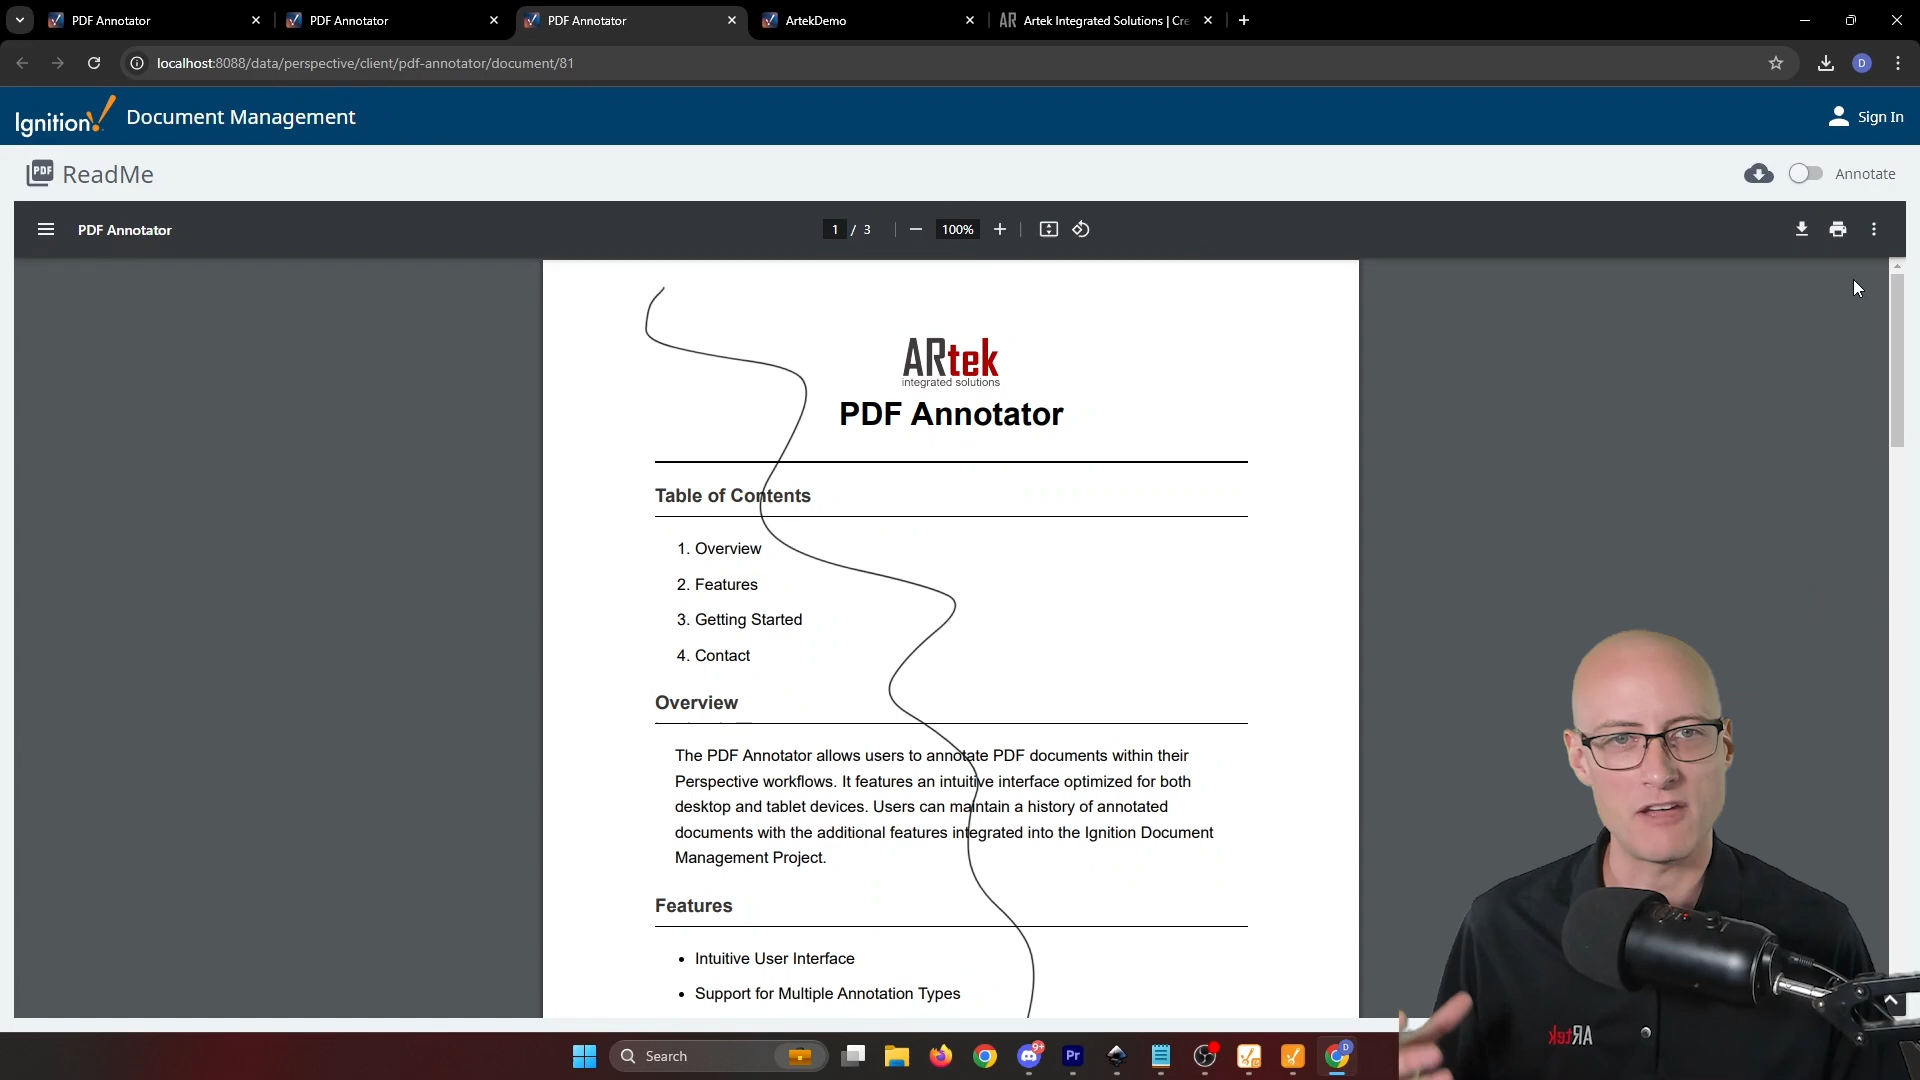 PDF Annotator
PDF Annotator
PDF Annotator
ArtekDemo
AR Artek Integrated Solutions | Cre
localhost:8088/data/perspective/client/pdf-annotator/document/81
D
Ignition! Document Management
Sign In
PDF ReadMe
Annotate
PDF Annotator
1 / 3
100%
ARtek
integrated solutions
PDF Annotator
Table of Contents
1. Overview
2. Features
3. Getting Started
4. Contact
Overview
The PDF Annotator allows users to annotate PDF documents within their
Perspective workflows. It features an intuitive interface optimized for both
desktop and tablet devices. Users can maintain a history of annotated
documents with the additional features integrated into the Ignition Document
Management Project.
Features
• Intuitive User Interface
• Support for Multiple Annotation Types
ARtek
Search
9+
Pr
D